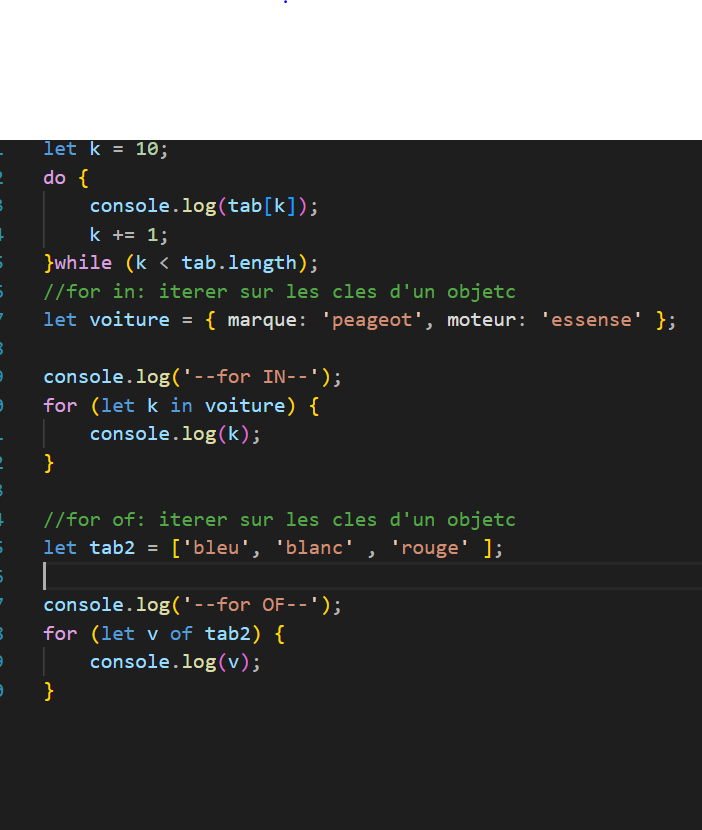 let k = 10;
do {
    console.log(tab[k]);
    k += 1;
}while (k < tab.length);
//for in: iterer sur les cles d'un objetc
let voiture = { marque: 'peageot', moteur: 'essense' };
console.log('--for IN--');
for (let k in voiture) {
    console.log(k);
}
//for of: iterer sur les cles d'un objetc
let tab2 = ['bleu', 'blanc' , 'rouge' ];
console.log('--for OF--');
for (let v of tab2) {
    console.log(v);
}